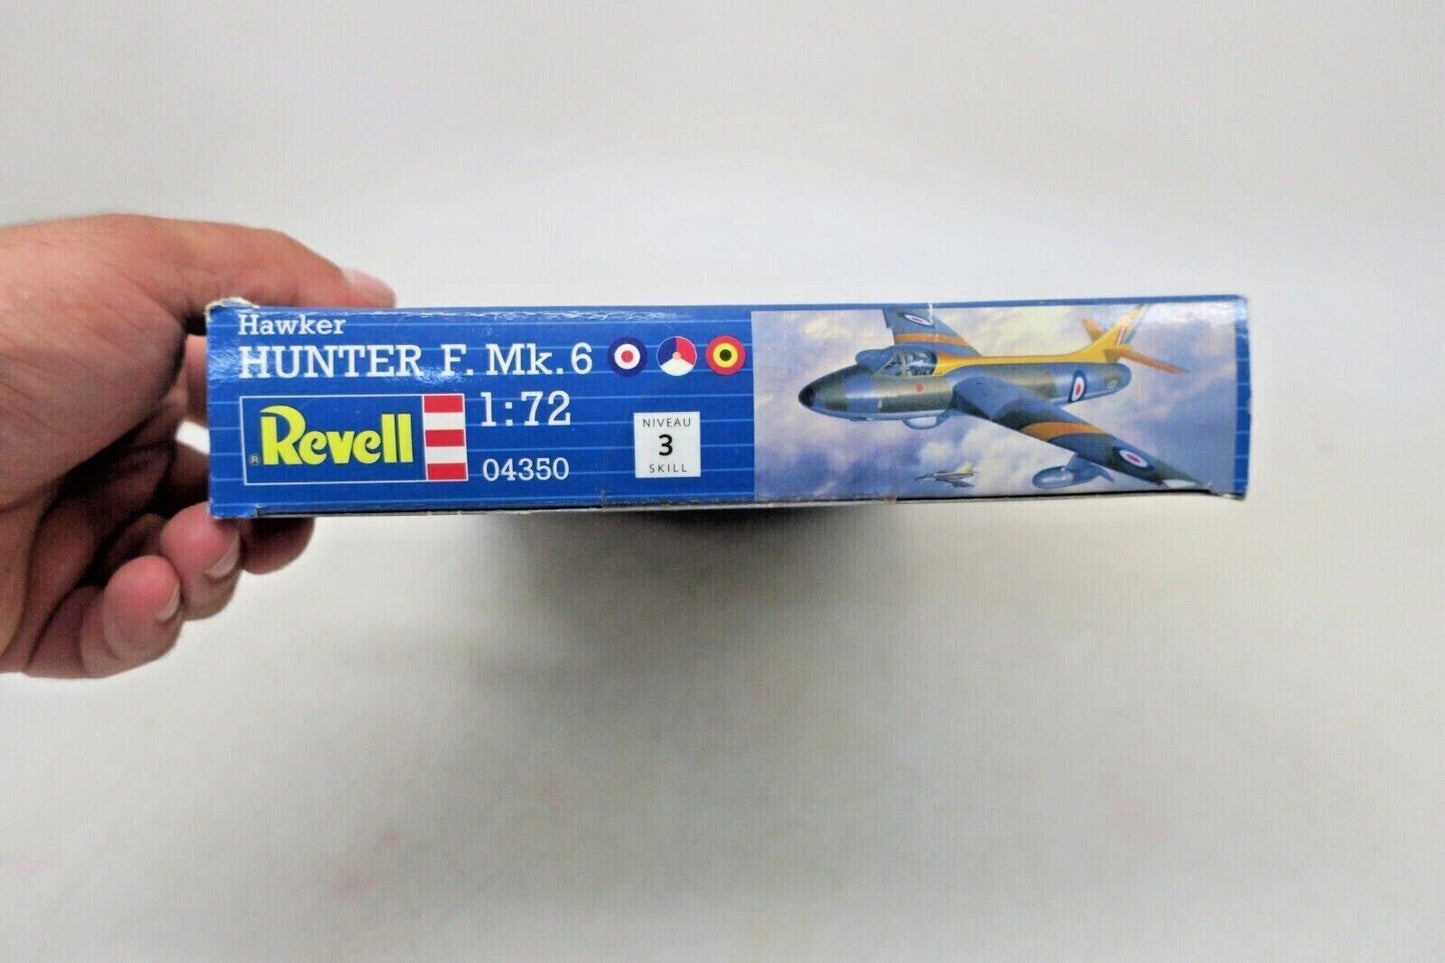 Hawker
HUNTER F. Mk. 6
® Revell
1:72
04350
NIVEAU
3
SKILL